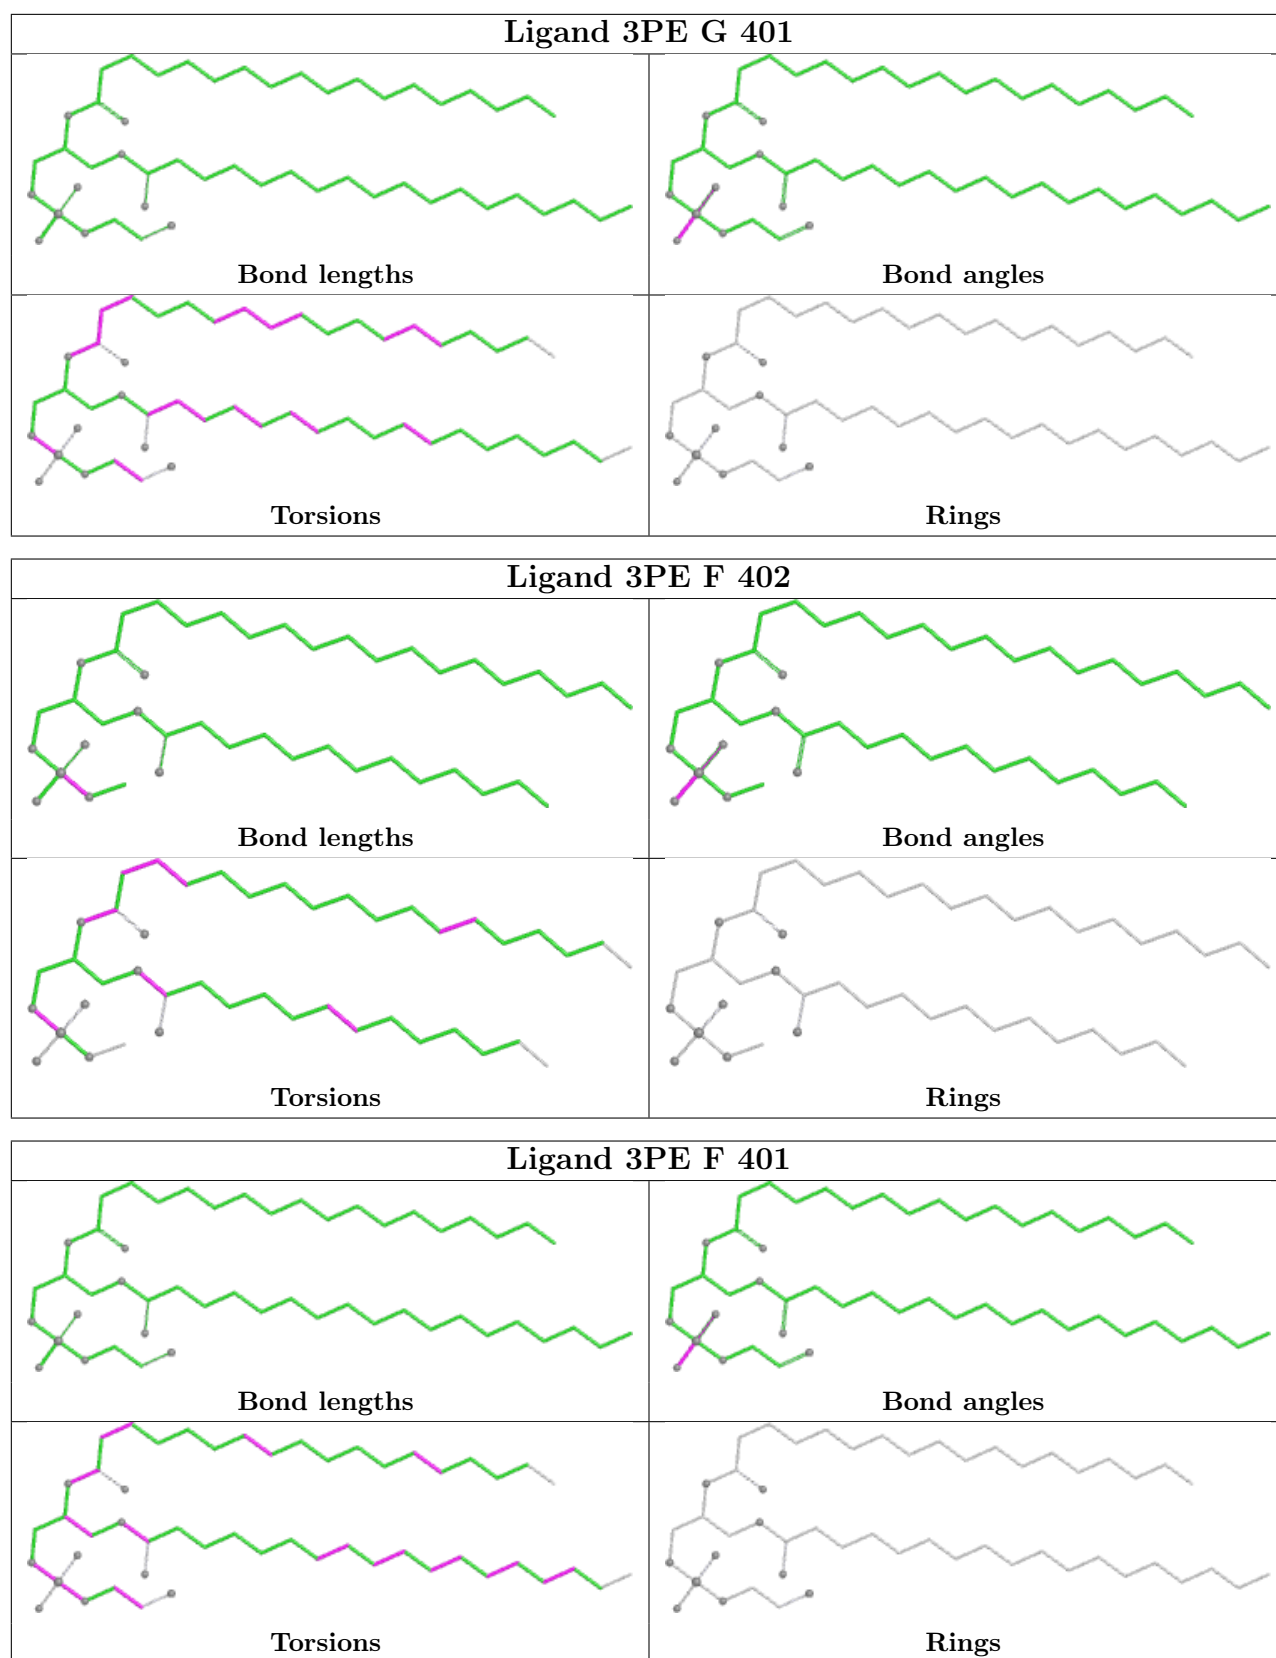 Ligand 3PE G 401
Bond lengths
Bond angles
Torsions
Rings
Ligand 3PE F 402
Bond lengths
Bond angles
Torsions
Rings
Ligand 3PE F 401
Bond lengths
Bond angles
Torsions
Rings